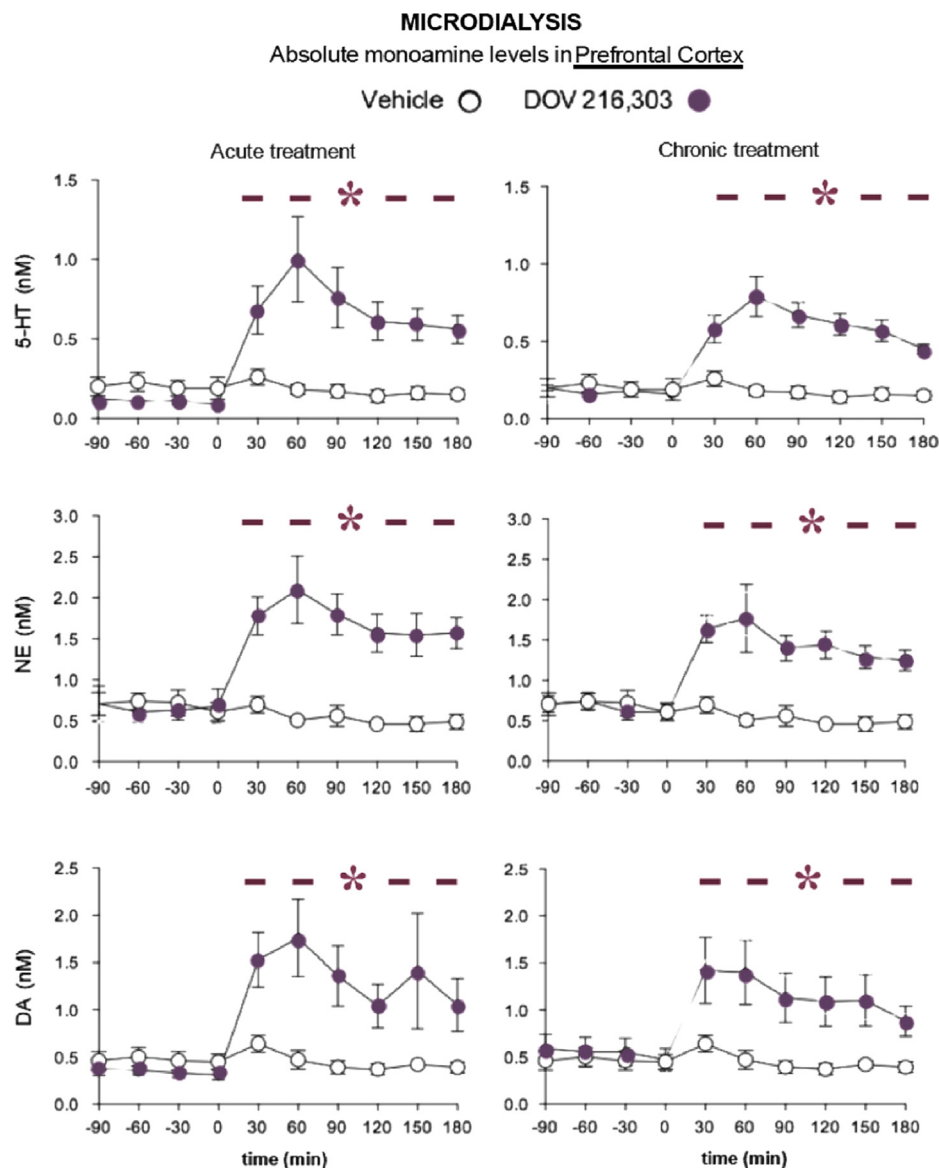 MICRODIALYSIS
Absolute monoamine levels in Prefrontal Cortex
Vehicle DOV 216,303
Acute treatment Chronic treatment
5-HT (nM)
1.5
1.0
0.5
0.0
-90 -60 -30 0 30 60 90 120 150 180
1.5
1.0
0.5
0.0
-90 -60 -30 0 30 60 90 120 150 180
*
*
NE (nM)
3.0
2.5
2.0
1.5
1.0
0.5
0.0
-90 -60 -30 0 30 60 90 120 150 180
3.0
2.5
2.0
1.5
1.0
0.5
0.0
-90 -60 -30 0 30 60 90 120 150 180
*
*
DA (nM)
2.5
2.0
1.5
1.0
0.5
0.0
-90 -60 -30 0 30 60 90 120 150 180
time (min)
2.5
2.0
1.5
1.0
0.5
0.0
-90 -60 -30 0 30 60 90 120 150 180
time (min)
*
*